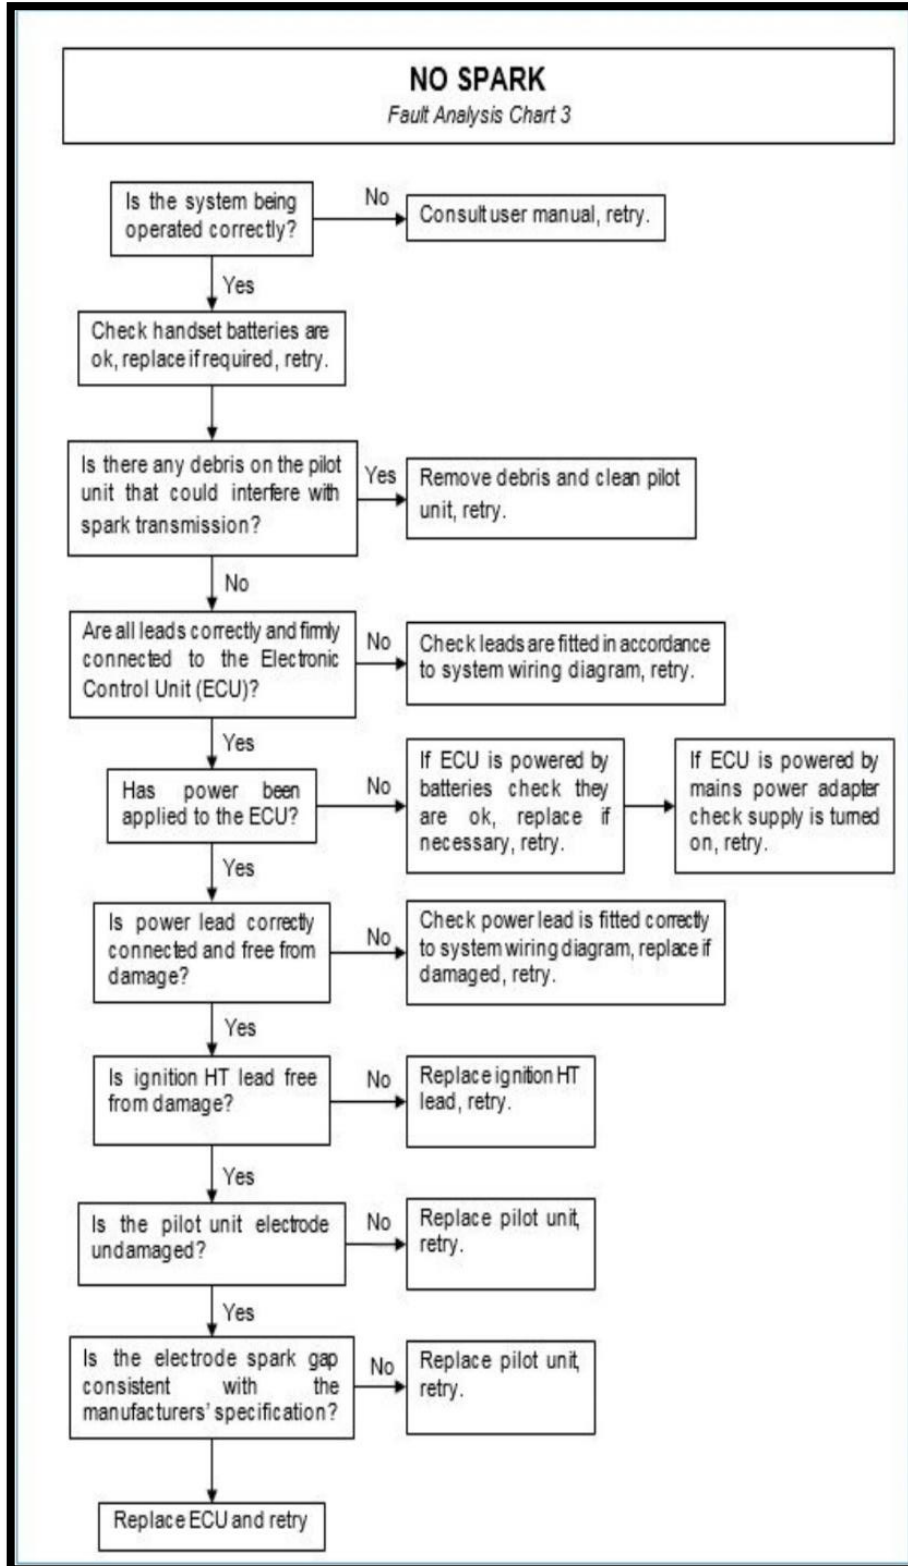 NO SPARK
Fault Analysis Chart 3
Is the system being
operated correctly?
No
Consult user manual, retry.
Yes
Check handset batteries are
ok, replace if required, retry.
Is there any debris on the pilot
unit that could interfere with
spark transmission?
Yes
Remove debris and clean pilot
unit, retry.
No
Are all leads correctly and firmly
connected to the Electronic
Control Unit (ECU)?
No
Check leads are fitted in accordance
to system wiring diagram, retry.
Yes
Has power been
applied to the ECU?
No
If ECU is powered by
batteries check they
are ok, replace if
necessary, retry.
If ECU is powered by
mains power adapter
check supply is turned
on, retry.
Yes
Is power lead correctly
connected and free from
damage?
No
Check power lead is fitted correctly
to system wiring diagram, replace if
damaged, retry.
Yes
Is ignition HT lead free
from damage?
No
Replace ignition HT
lead, retry.
Yes
Is the pilot unit electrode
undamaged?
No
Replace pilot unit,
retry.
Yes
Is the electrode spark gap
consistent with the
manufacturers' specification?
No
Replace pilot unit,
retry.
Replace ECU and retry